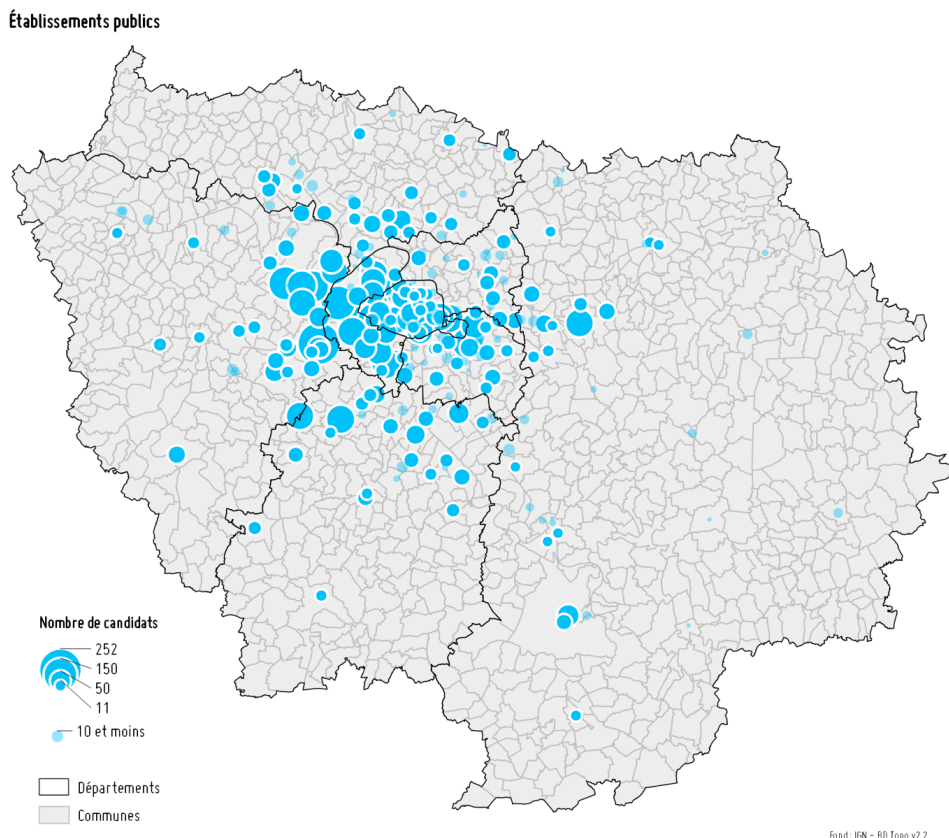 Établissements publics
Nombre de candidats
252
150
50
11
10 et moins
Départements
Communes
Fond : IGN - BD Topo v2.2